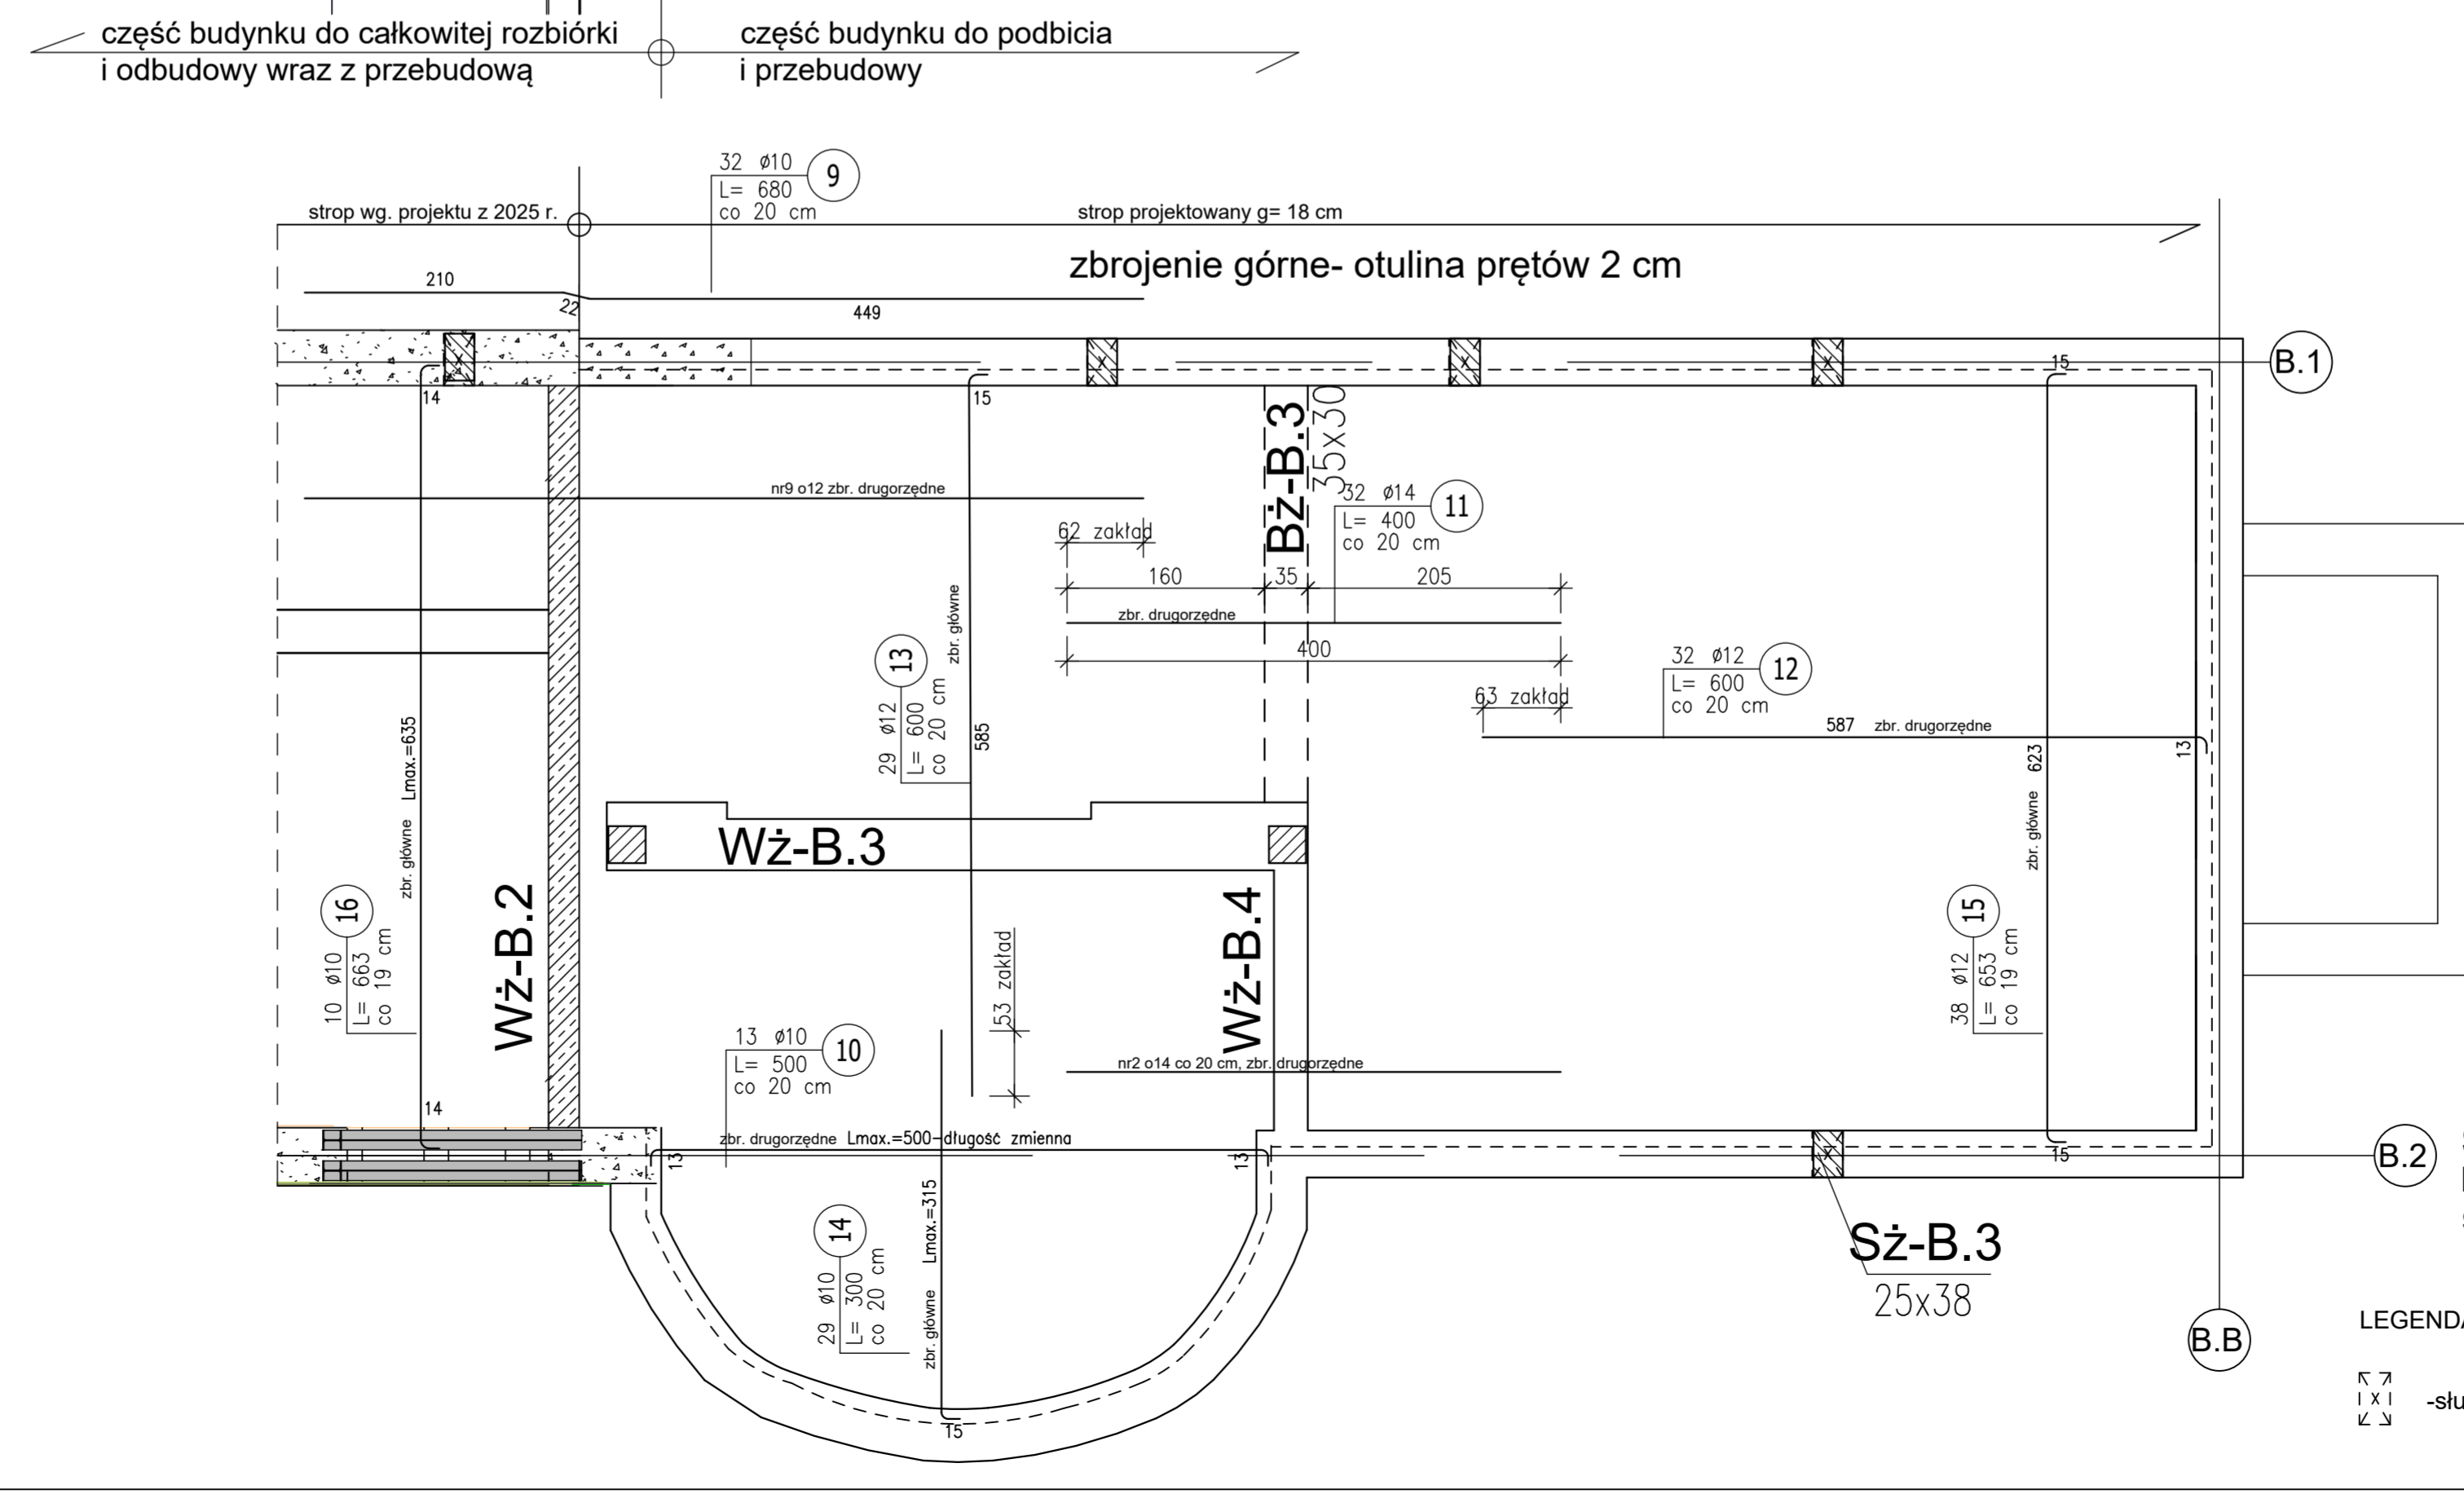 część budynku do całkowitej rozbiórki
i odbudowy wraz z przebudową
część budynku do podbicia
i przebudowy
32 ø10
9
L= 680
co 20 cm
strop wg. projektu z 2025 r.
strop projektowany g= 18 cm
zbrojenie górne- otulina prętów 2 cm
210
22
449
B.1
14
15
15
Bż-B.3
35x30
nr9 o12 zbr. drugorzędne
32 ø14
11
L= 400
co 20 cm
62 zakład
160
35
205
zbr. drugorzędne
400
zbr. główne
13
29 ø12
L= 600
co 20 cm
585
32 ø12
12
L= 600
co 20 cm
63 zakład
587
zbr. drugorzędne
13
623
zbr. główne
zbr. główne Lmax.=635
Wż-B.3
Wż-B.2
Wż-B.4
16
10 ø10
L= 663
co 19 cm
15
38 ø12
L= 653
co 19 cm
53 zakład
13 ø10
10
L= 500
co 20 cm
nr2 o14 co 20 cm, zbr. drugorzędne
14
zbr. drugorzędne Lmax.=500-długość zmienna
13
13
15
B.2
14
29 ø10
L= 300
co 20 cm
zbr. główne Lmax.=315
15
Sż-B.3
25x38
B.B
LEGENDA
x
-słu